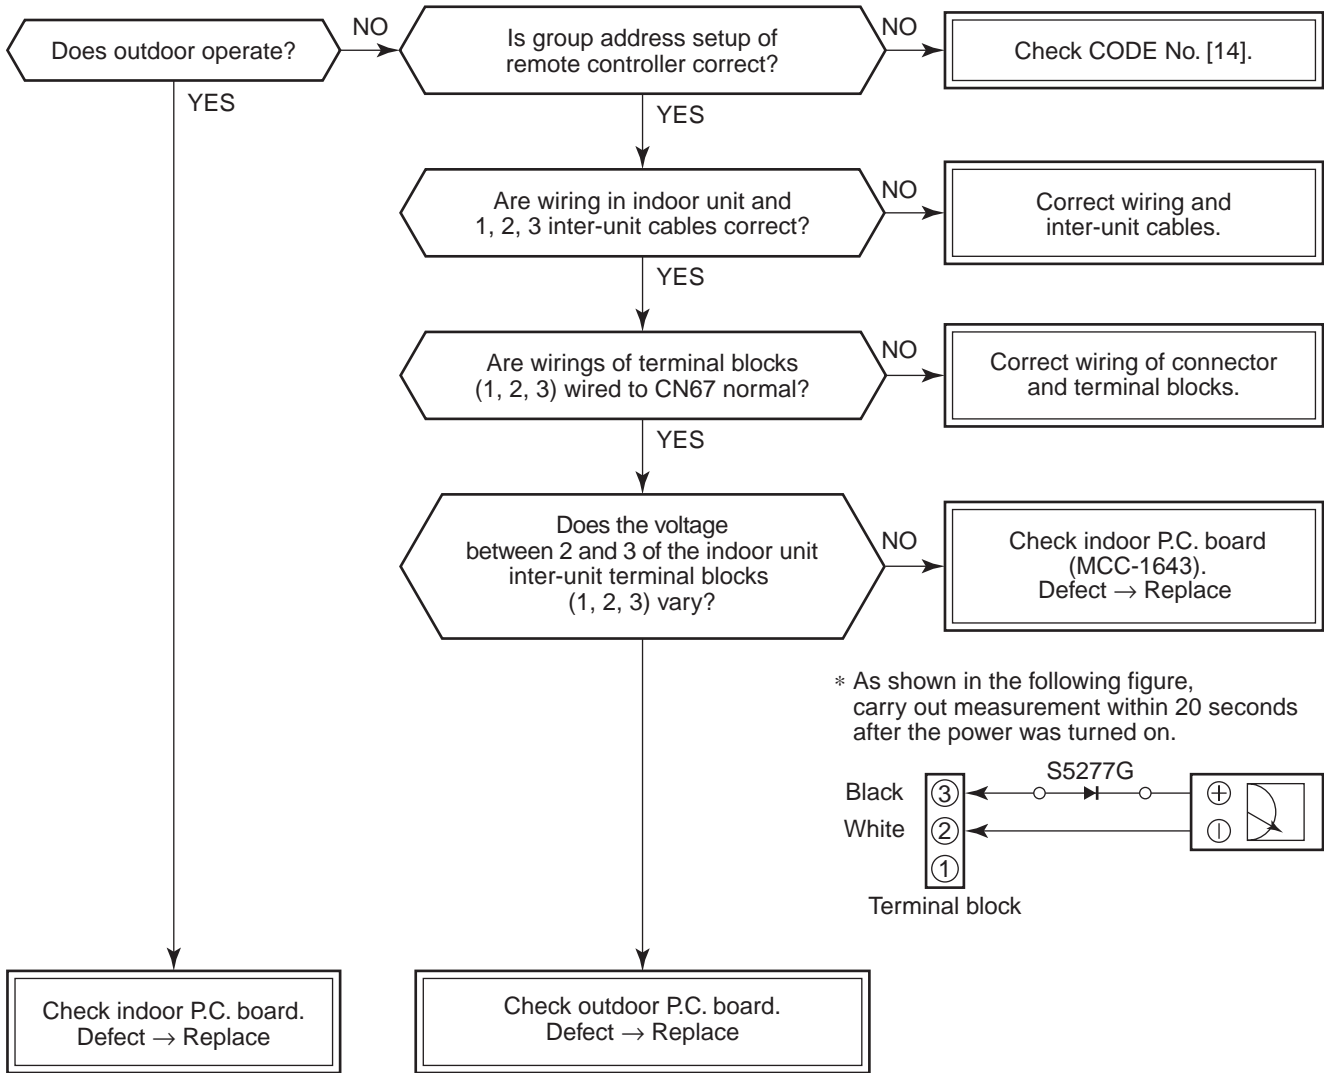 Does outdoor operate?
NO
YES
Is group address setup of
remote controller correct?
NO
YES
Check CODE No. [14].
Are wiring in indoor unit and
1, 2, 3 inter-unit cables correct?
NO
YES
Correct wiring and
inter-unit cables.
Are wirings of terminal blocks
(1, 2, 3) wired to CN67 normal?
NO
YES
Correct wiring of connector
and terminal blocks.
Does the voltage
between 2 and 3 of the indoor unit
inter-unit terminal blocks
(1, 2, 3) vary?
NO
Check indoor P.C. board
(MCC-1643).
Defect → Replace
* As shown in the following figure,
carry out measurement within 20 seconds
after the power was turned on.
S5277G
Black ③ +
White ② −
①
Terminal block
Check indoor P.C. board.
Defect → Replace
Check outdoor P.C. board.
Defect → Replace